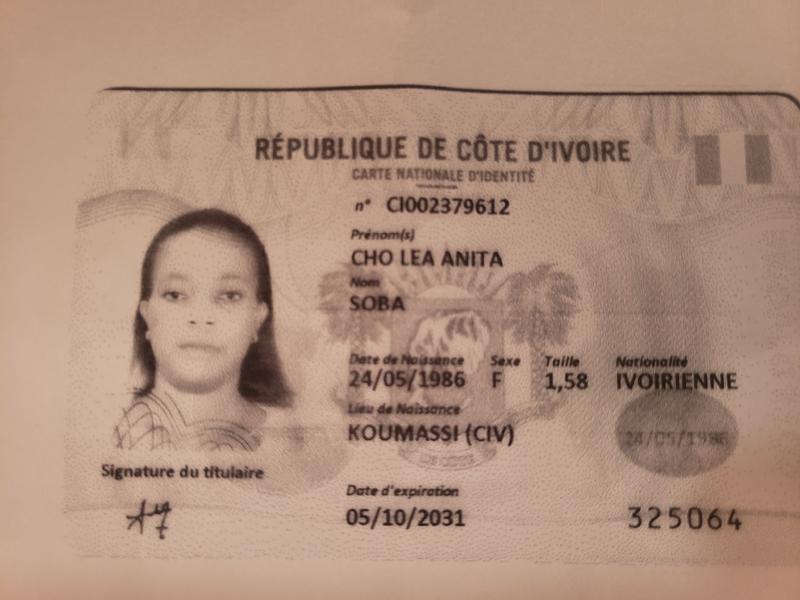 RÉPUBLIQUE DE CÔTE D'IVOIRE
CARTE NATIONALE D'IDENTITÉ
n° CI002379612
Prénom(s)
CHO LEA ANITA
Nom
SOBA
Date de Naissance Sexe Taille Nationalité
24/05/1986 F 1,58 IVOIRIENNE
Lieu de Naissance
KOUMASSI (CIV)
24/05/1986
Signature du titulaire
Date d'expiration
05/10/2031
325064